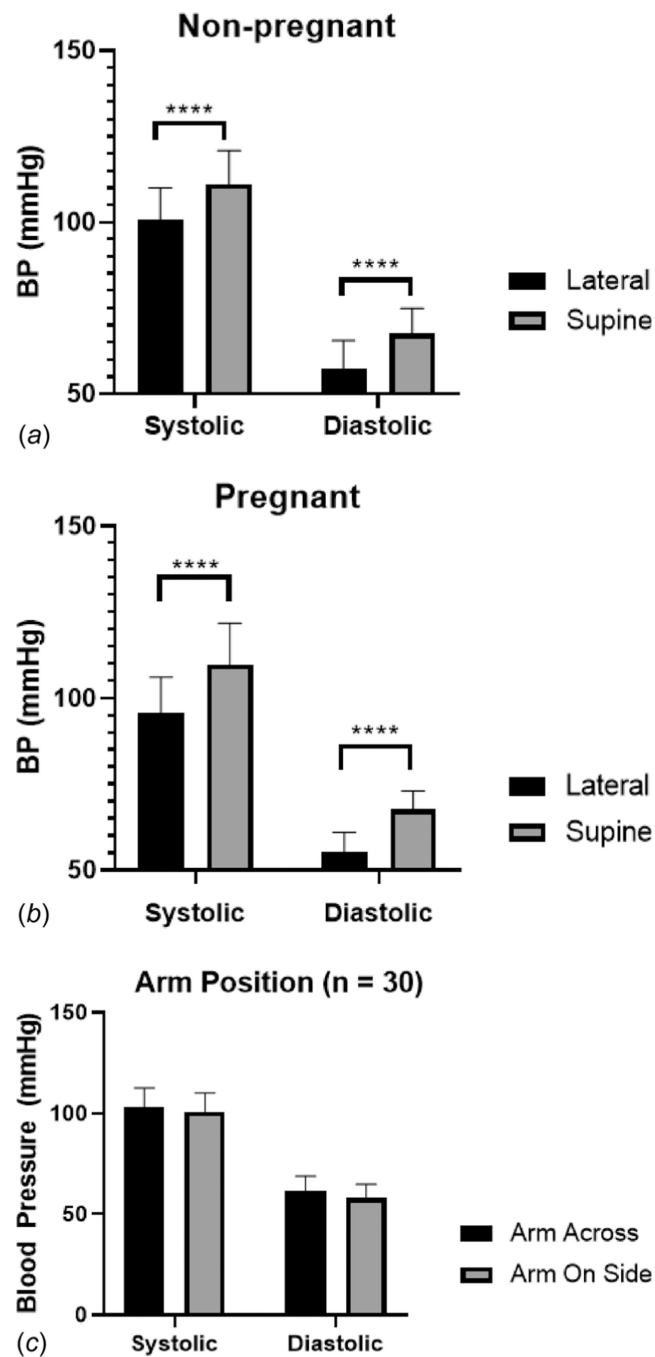 Non-pregnant
150
100
50
BP (mmHg)
****
****
Systolic
Diastolic
Lateral
Supine
(a)
Pregnant
150
100
50
BP (mmHg)
****
****
Systolic
Diastolic
Lateral
Supine
(b)
Arm Position (n = 30)
150
100
50
0
Blood Pressure (mmHg)
Systolic
Diastolic
Arm Across
Arm On Side
(c)